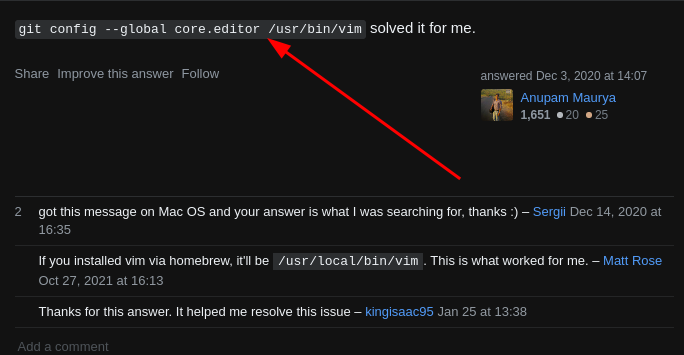 git config --global core.editor /usr/bin/vim solved it for me.
Share Improve this answer Follow
answered Dec 3, 2020 at 14:07
Anupam Maurya
1,651 20 25
2 got this message on Mac OS and your answer is what I was searching for, thanks :) – Sergii Dec 14, 2020 at
16:35
If you installed vim via homebrew, it'll be /usr/local/bin/vim. This is what worked for me. – Matt Rose
Oct 27, 2021 at 16:13
Thanks for this answer. It helped me resolve this issue – kingisaac95 Jan 25 at 13:38
Add a comment